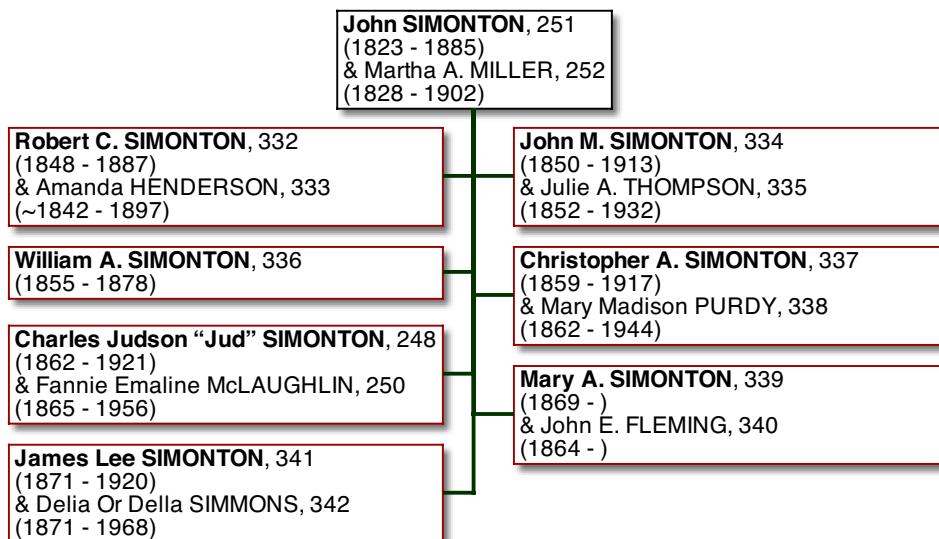 John SIMONTON, 251
(1823 - 1885)
& Martha A. MILLER, 252
(1828 - 1902)
Robert C. SIMONTON, 332
(1848 - 1887)
& Amanda HENDERSON, 333
(~1842 - 1897)
John M. SIMONTON, 334
(1850 - 1913)
& Julie A. THOMPSON, 335
(1852 - 1932)
William A. SIMONTON, 336
(1855 - 1878)
Christopher A. SIMONTON, 337
(1859 - 1917)
& Mary Madison PURDY, 338
(1862 - 1944)
Charles Judson “Jud” SIMONTON, 248
(1862 - 1921)
& Fannie Emaline McLAUGHLIN, 250
(1865 - 1956)
Mary A. SIMONTON, 339
(1869 - )
& John E. FLEMING, 340
(1864 - )
James Lee SIMONTON, 341
(1871 - 1920)
& Delia Or Della SIMMONS, 342
(1871 - 1968)